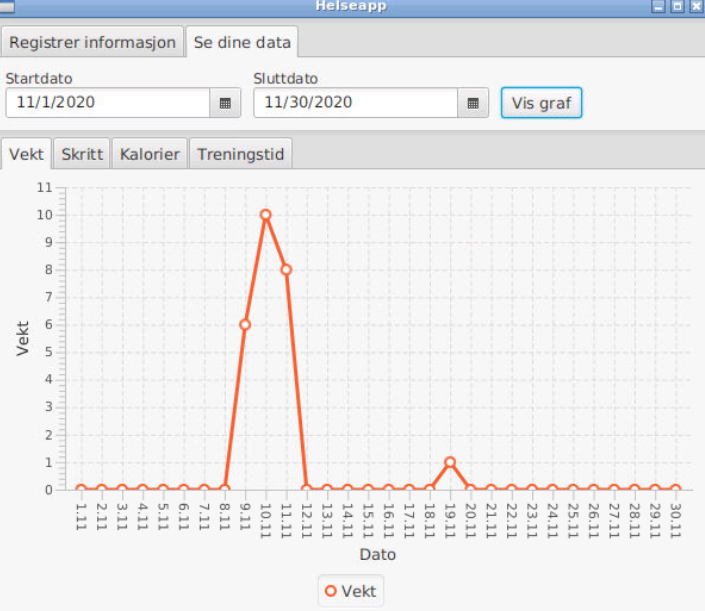 Helseapp
Registrer informasjon Se dine data
Startdato Sluttdato
11/1/2020 11/30/2020 Vis graf
Vekt Skritt Kalorier Treningstid
11
10
9
8
7
6
5
4
3
2
1
0
Vekt
1.11 2.11 3.11 4.11 5.11 6.11 7.11 8.11 9.11 10.11 11.11 12.11 13.11 14.11 15.11 16.11 17.11 18.11 19.11 20.11 21.11 22.11 23.11 24.11 25.11 26.11 27.11 28.11 29.11 30.11
Dato
Vekt